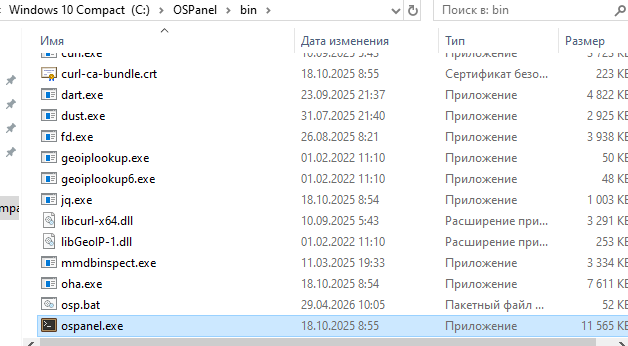 Windows 10 Compact (C:) › OSPanel › bin › Поиск в: bin
Имя Дата изменения Тип Размер
curl.exe 10.09.2025 5:43 Приложение
curl-ca-bundle.crt 18.10.2025 8:55 Сертификат безо... 223 КБ
dart.exe 23.09.2025 21:37 Приложение 4 822 КБ
dust.exe 31.07.2025 21:40 Приложение 2 925 КБ
fd.exe 26.08.2025 8:21 Приложение 3 938 КБ
geoiplookup.exe 01.02.2022 11:10 Приложение 50 КБ
geoiplookup6.exe 01.02.2022 11:10 Приложение 48 КБ
jq.exe 18.10.2025 8:54 Приложение 1 003 КБ
libcurl-x64.dll 10.09.2025 5:43 Расширение при... 3 291 КБ
libGeoIP-1.dll 01.02.2022 11:10 Расширение при... 253 КБ
mmdbinspect.exe 11.03.2025 19:33 Приложение 3 334 КБ
oha.exe 18.10.2025 8:54 Приложение 7 611 КБ
osp.bat 29.04.2026 10:05 Пакетный файл ... 52 КБ
ospanel.exe 18.10.2025 8:55 Приложение 11 565 КБ